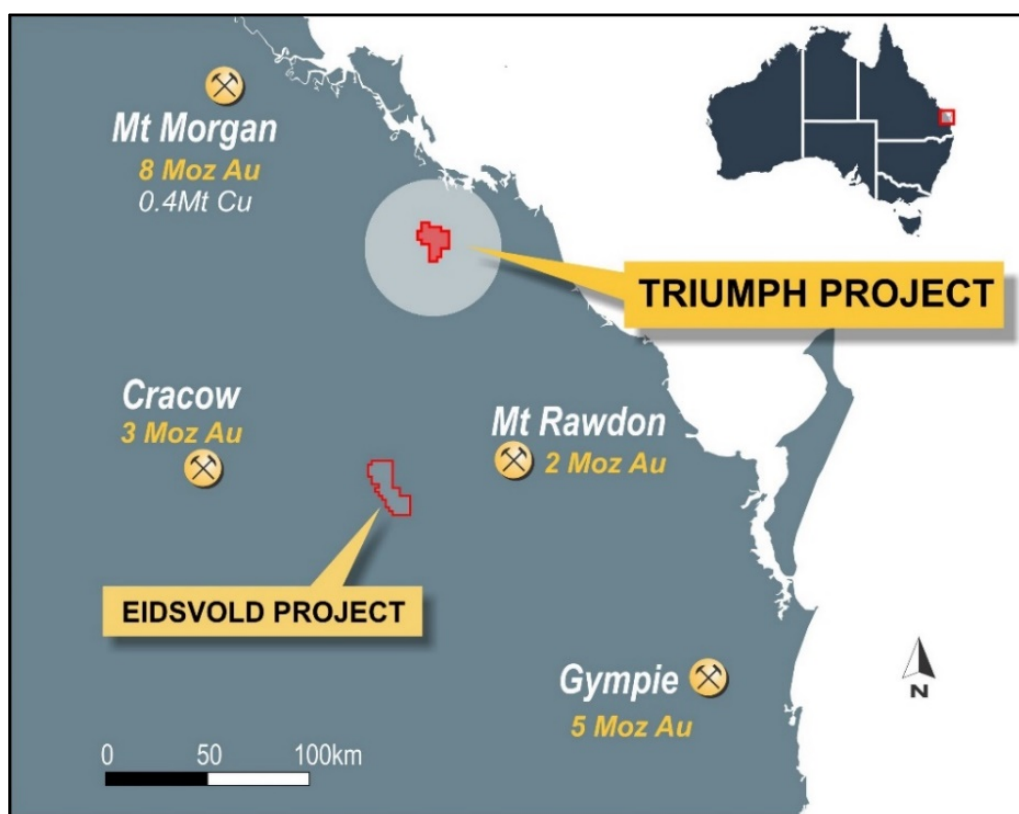 Mt Morgan
8 Moz Au
0.4Mt Cu
TRIUMPH PROJECT
Cracow
3 Moz Au
Mt Rawdon
2 Moz Au
EIDSVOLD PROJECT
Gympie
5 Moz Au
N
0 50 100km